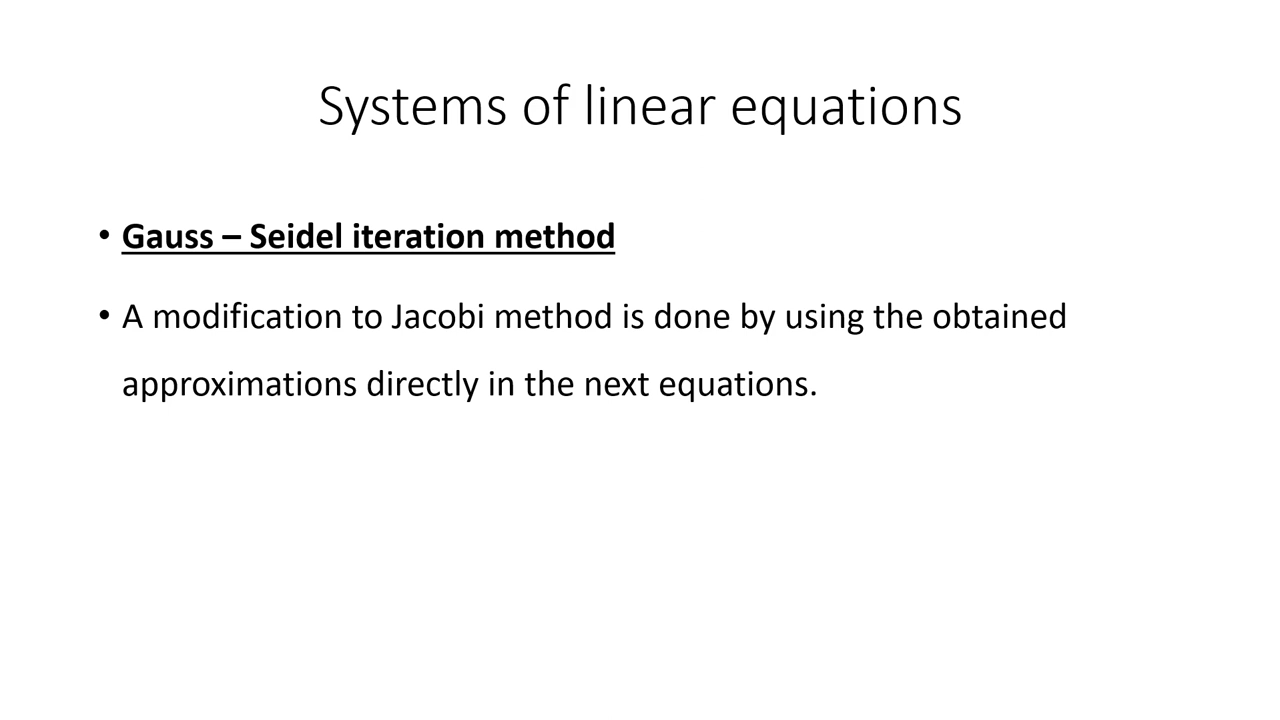 Systems of linear equations
• Gauss – Seidel iteration method
• A modification to Jacobi method is done by using the obtained
approximations directly in the next equations.